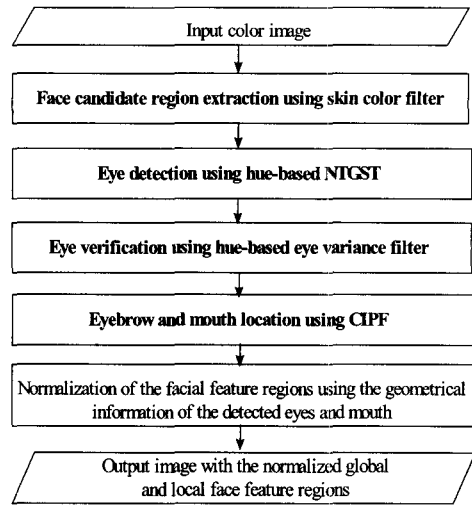 Input color image
Face candidate region extraction using skin color filter
Eye detection using hue-based NTGST
Eye verification using hue-based eye variance filter
Eyebrow and mouth location using CIPF
Normalization of the facial feature regions using the geometrical
information of the detected eyes and mouth
Output image with the normalized global
and local face feature regions